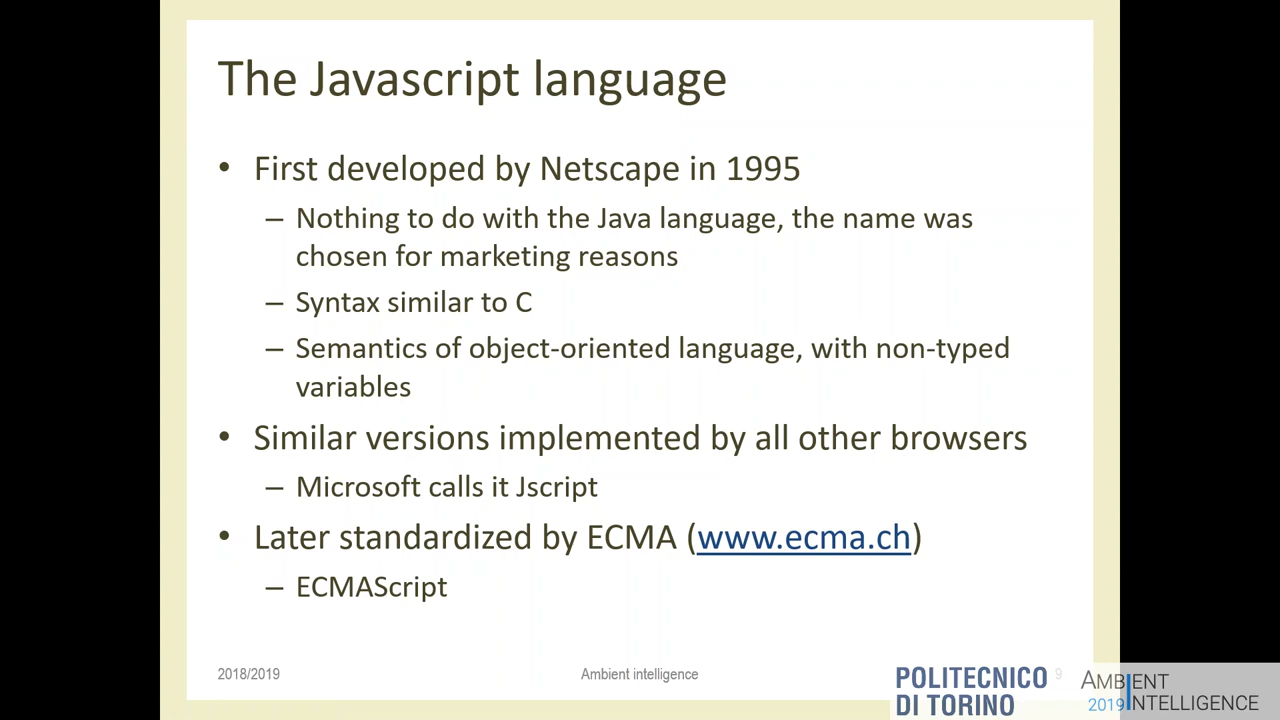 The Javascript language
• First developed by Netscape in 1995
– Nothing to do with the Java language, the name was
chosen for marketing reasons
– Syntax similar to C
– Semantics of object-oriented language, with non-typed
variables
• Similar versions implemented by all other browsers
– Microsoft calls it Jscript
• Later standardized by ECMA (www.ecma.ch)
– ECMAScript
2018/2019
Ambient intelligence
9
POLITECNICO
DI TORINO
AMBIENT
2019 INTELLIGENCE